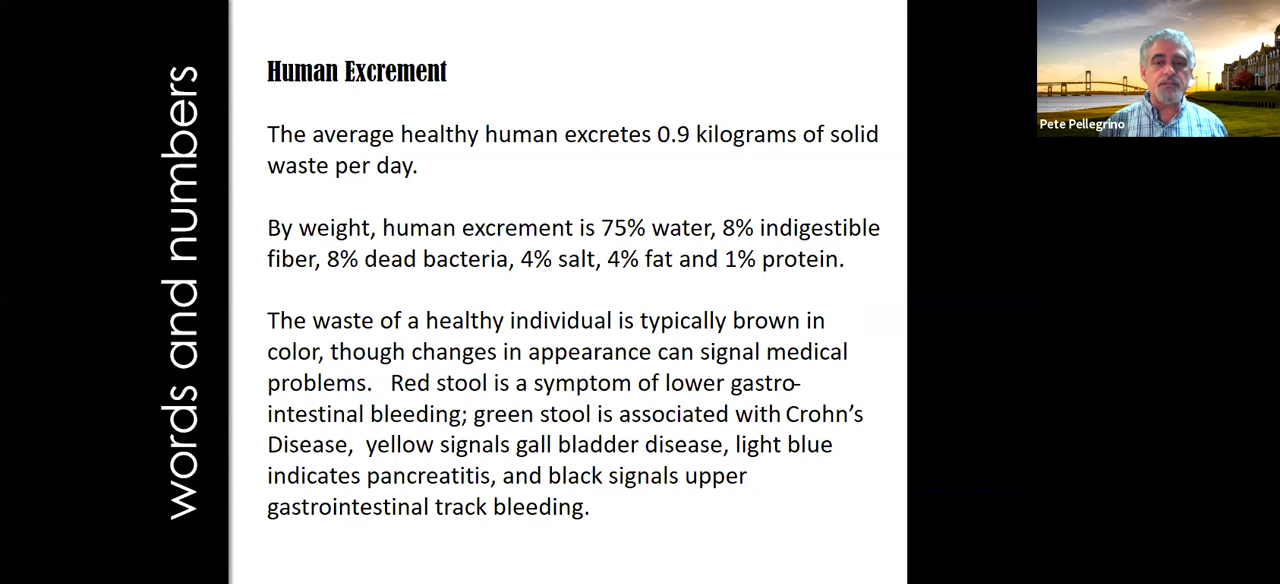 words and numbers
Human Excrement
The average healthy human excretes 0.9 kilograms of solid
waste per day.
By weight, human excrement is 75% water, 8% indigestible
fiber, 8% dead bacteria, 4% salt, 4% fat and 1% protein.
The waste of a healthy individual is typically brown in
color, though changes in appearance can signal medical
problems. Red stool is a symptom of lower gastro-
intestinal bleeding; green stool is associated with Crohn’s
Disease, yellow signals gall bladder disease, light blue
indicates pancreatitis, and black signals upper
gastrointestinal track bleeding.
Pete Pellegrino